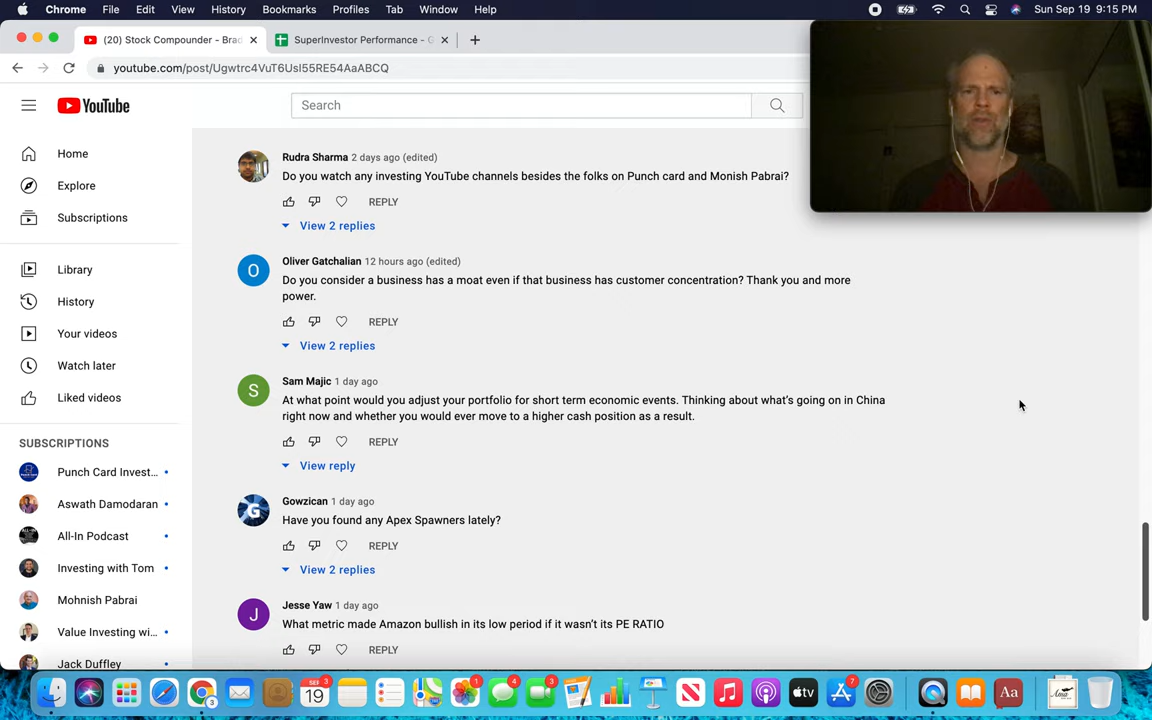 Chrome File Edit View History Bookmarks Profiles Tab Window Help Sun Sep 19 9:15 PM
(20) Stock Compounder - Brad SuperInvestor Performance - G
youtube.com/post/Ugwtrc4VuT6UsI55RE54AaABCQ
YouTube
Search
Home
Explore
Subscriptions
Library
History
Your videos
Watch later
Liked videos
SUBSCRIPTIONS
Punch Card Invest...
Aswath Damodaran
All-In Podcast
Investing with Tom
Mohnish Pabrai
Value Investing wi...
Jack Duffley
Rudra Sharma 2 days ago (edited)
Do you watch any investing YouTube channels besides the folks on Punch card and Monish Pabrai?
REPLY
View 2 replies
O
Oliver Gatchalian 12 hours ago (edited)
Do you consider a business has a moat even if that business has customer concentration? Thank you and more
power.
REPLY
View 2 replies
S
Sam Majic 1 day ago
At what point would you adjust your portfolio for short term economic events. Thinking about what's going on in China
right now and whether you would ever move to a higher cash position as a result.
REPLY
View reply
G
Gowzican 1 day ago
Have you found any Apex Spawners lately?
REPLY
View 2 replies
J
Jesse Yaw 1 day ago
What metric made Amazon bullish in its low period if it wasn't its PE RATIO
REPLY
3
SEP
19
3
1
4
3
tv
7
Aa